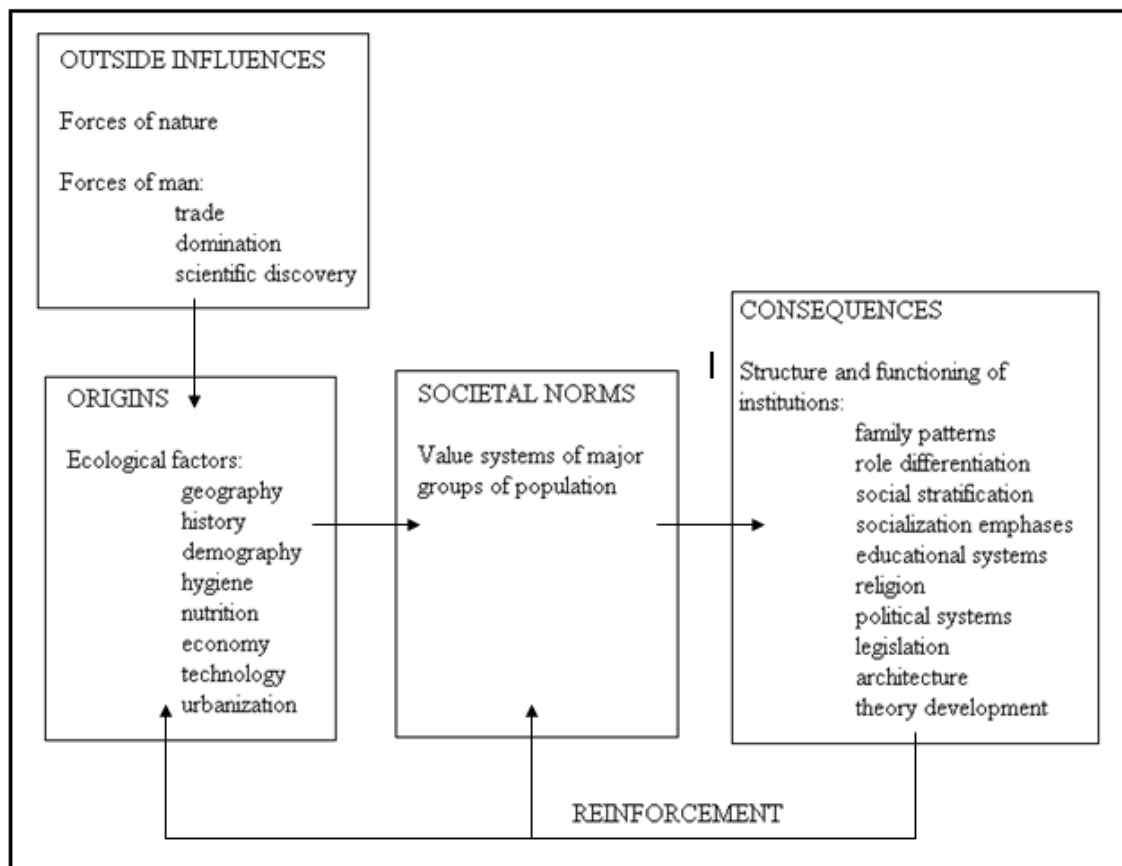 OUTSIDE INFLUENCES
Forces of nature
Forces of man:
trade
domination
scientific discovery
ORIGINS
Ecological factors:
geography
history
demography
hygiene
nutrition
economy
technology
urbanization
SOCIETAL NORMS
Value systems of major
groups of population
CONSEQUENCES
Structure and functioning of
institutions:
family patterns
role differentiation
social stratification
socialization emphases
educational systems
religion
political systems
legislation
architecture
theory development
REINFORCEMENT